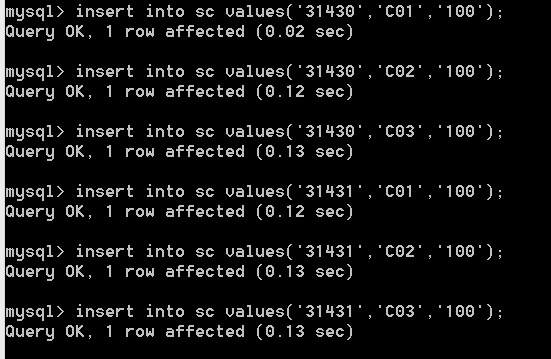 mysql> insert into sc values('31430','C01','100');
Query OK, 1 row affected (0.02 sec)
mysql> insert into sc values('31430','C02','100');
Query OK, 1 row affected (0.12 sec)
mysql> insert into sc values('31430','C03','100');
Query OK, 1 row affected (0.13 sec)
mysql> insert into sc values('31431','C01','100');
Query OK, 1 row affected (0.12 sec)
mysql> insert into sc values('31431','C02','100');
Query OK, 1 row affected (0.13 sec)
mysql> insert into sc values('31431','C03','100');
Query OK, 1 row affected (0.13 sec)